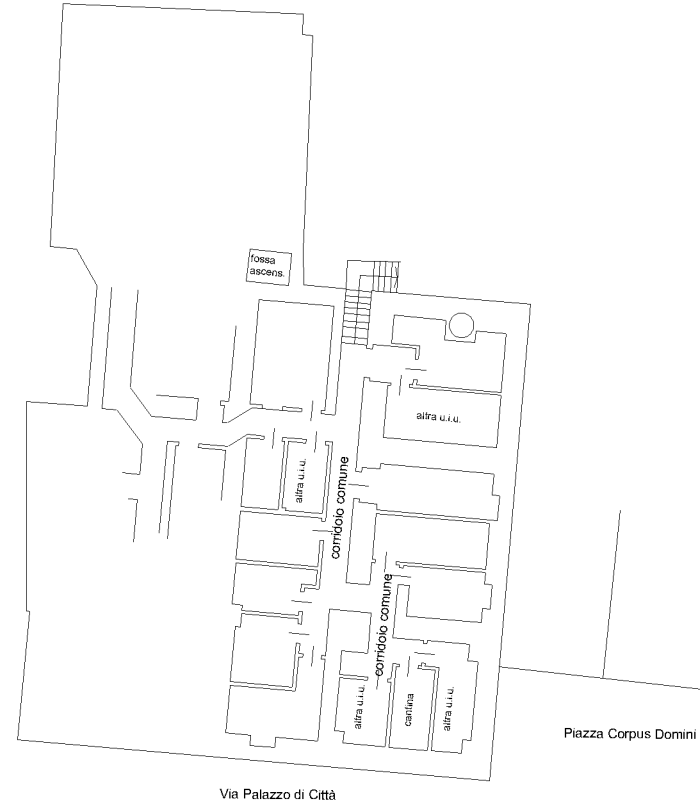 fossa
ascens.
altra u.i.u.
altra u.i.u.
corridoio comune
corridoio comune
altra u.i.u.
cantina
altra u.i.u.
Piazza Corpus Domini
Via Palazzo di Città